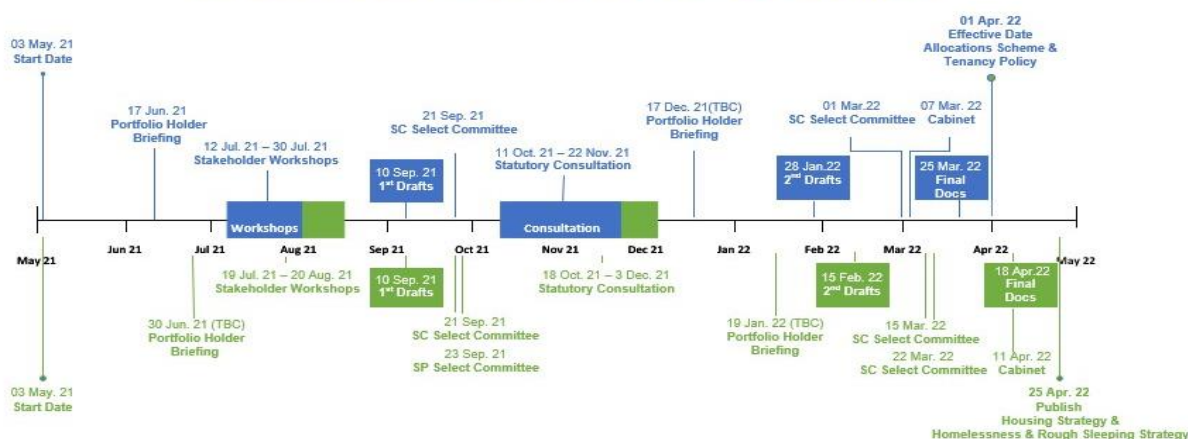 01 Apr. 22
Effective Date
Allocations Scheme &
Tenancy Policy
03 May. 21
Start Date
17 Jun. 21
Portfolio Holder
Briefing
12 Jul. 21 – 30 Jul. 21
Stakeholder Workshops
10 Sep. 21
1st Drafts
21 Sep. 21
SC Select Committee
11 Oct. 21 – 22 Nov. 21
Statutory Consultation
17 Dec. 21(TBC)
Portfolio Holder
Briefing
28 Jan.22
2nd Drafts
01 Mar.22
SC Select Committee
07 Mar. 22
Cabinet
25 Mar. 22
Final
Docs
Workshops
Consultation
May 21
Jun 21
Jul 21
Aug 21
Sep 21
Oct 21
Nov 21
Dec 21
Jan 22
Feb 22
Mar 22
Apr 22
May 22
03 May. 21
Start Date
30 Jun. 21 (TBC)
Portfolio Holder
Briefing
19 Jul. 21 – 20 Aug. 21
Stakeholder Workshops
10 Sep. 21
1st Drafts
21 Sep. 21
SC Select Committee
23 Sep. 21
SP Select Committee
18 Oct. 21 – 3 Dec. 21
Statutory Consultation
19 Jan. 22 (TBC)
Portfolio Holder
Briefing
15 Feb. 22
2nd Drafts
15 Mar. 22
SC Select Committee
22 Mar. 22
SC Select Committee
18 Apr.22
Final
Docs
11 Apr. 22
Cabinet
25 Apr. 22
Publish
Housing Strategy &
Homelessness & Rough Sleeping Strategy